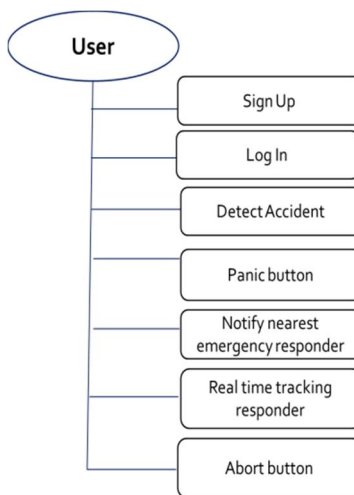 User
Sign Up
Log In
Detect Accident
Panic button
Notify nearest
emergency responder
Real time tracking
responder
Abort button